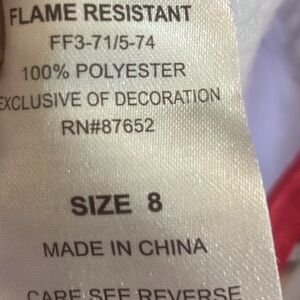 FLAME RESISTANT
FF3-71/5-74
100% POLYESTER
EXCLUSIVE OF DECORATION
RN#87652
SIZE 8
MADE IN CHINA
CARE SEE REVERSE